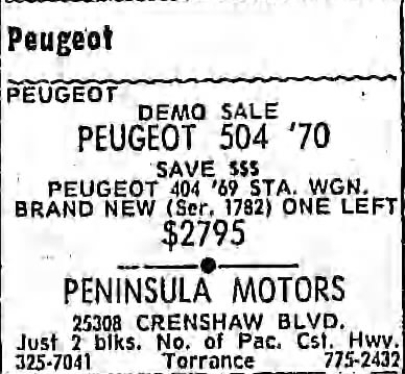 Peugeot
PEUGEOT
DEMO SALE
PEUGEOT 504 '70
SAVE $$$
PEUGEOT 404 '69 STA. WGN.
BRAND NEW (Ser. 1782) ONE LEFT
$2795
PENINSULA MOTORS
25308 CRENSHAW BLVD.
Just 2 blks. No. of Pac. Cst. Hwy.
325-7041 Torrance 775-2432